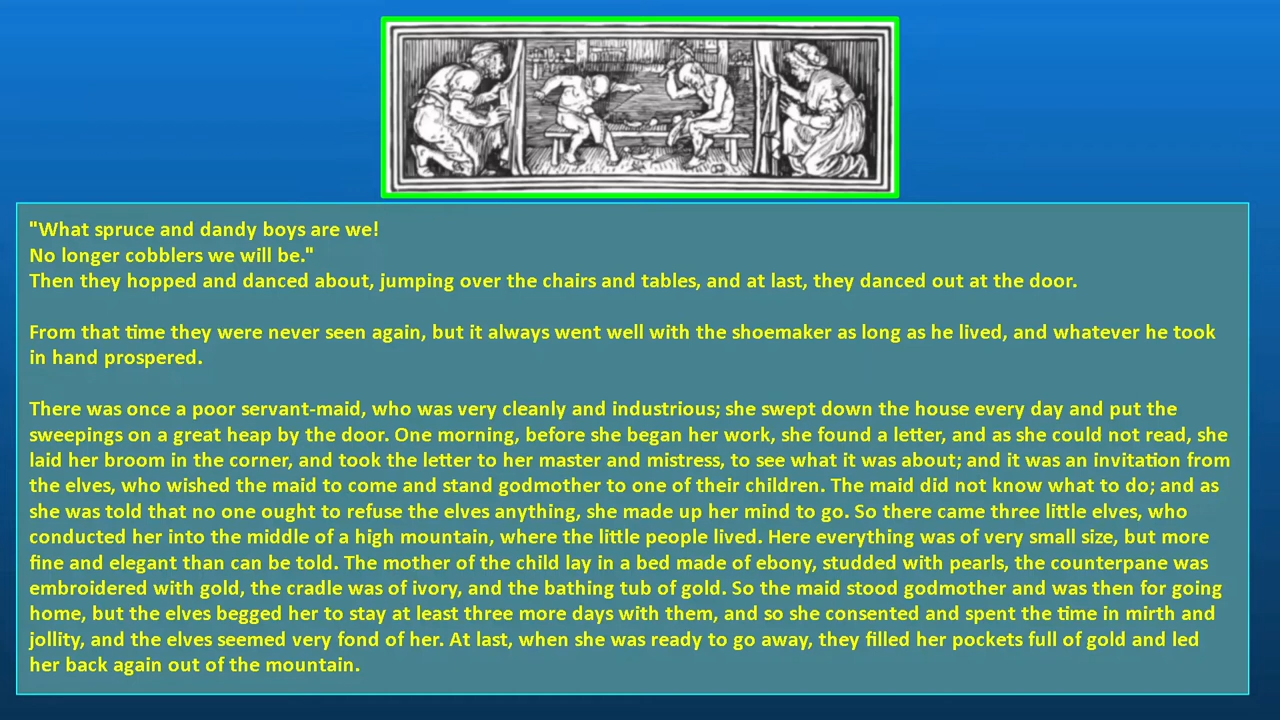 "What spruce and dandy boys are we!
No longer cobblers we will be."
Then they hopped and danced about, jumping over the chairs and tables, and at last, they danced out at the door.
From that time they were never seen again, but it always went well with the shoemaker as long as he lived, and whatever he took
in hand prospered.
There was once a poor servant-maid, who was very cleanly and industrious; she swept down the house every day and put the
sweepings on a great heap by the door. One morning, before she began her work, she found a letter, and as she could not read, she
laid her broom in the corner, and took the letter to her master and mistress, to see what it was about; and it was an invitation from
the elves, who wished the maid to come and stand godmother to one of their children. The maid did not know what to do; and as
she was told that no one ought to refuse the elves anything, she made up her mind to go. So there came three little elves, who
conducted her into the middle of a high mountain, where the little people lived. Here everything was of very small size, but more
fine and elegant than can be told. The mother of the child lay in a bed made of ebony, studded with pearls, the counterpane was
embroidered with gold, the cradle was of ivory, and the bathing tub of gold. So the maid stood godmother and was then for going
home, but the elves begged her to stay at least three more days with them, and so she consented and spent the time in mirth and
jollity, and the elves seemed very fond of her. At last, when she was ready to go away, they filled her pockets full of gold and led
her back again out of the mountain.